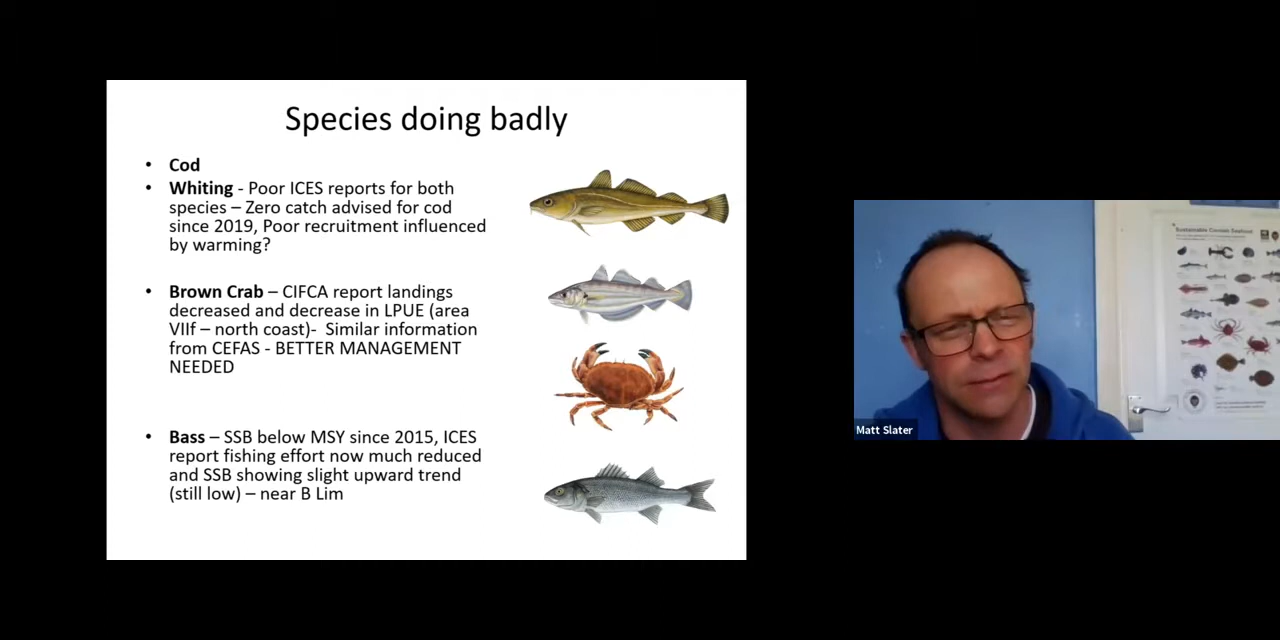 Species doing badly
• Cod
• Whiting - Poor ICES reports for both
species – Zero catch advised for cod
since 2019, Poor recruitment influenced
by warming?
• Brown Crab – CIFCA report landings
decreased and decrease in LPUE (area
VIIf – north coast)- Similar information
from CEFAS - BETTER MANAGEMENT
NEEDED
• Bass – SSB below MSY since 2015, ICES
report fishing effort now much reduced
and SSB showing slight upward trend
(still low) – near B Lim
Sustainable Cornish Seafood
Matt Slater